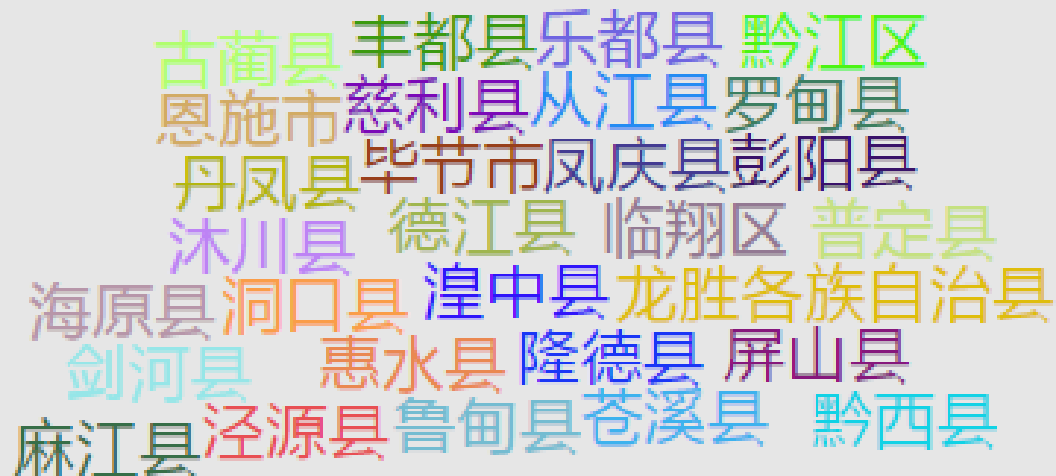 古蔺县 丰都县 乐都县 黔江区
恩施市 慈利县 从江县 罗甸县
丹凤县 毕节市 凤庆县 彭阳县
沐川县 德江县 临翔区 普定县
海原县 洞口县 湟中县 龙胜各族自治县
剑河县 惠水县 隆德县 屏山县
麻江县 泾源县 鲁甸县 苍溪县 黔西县